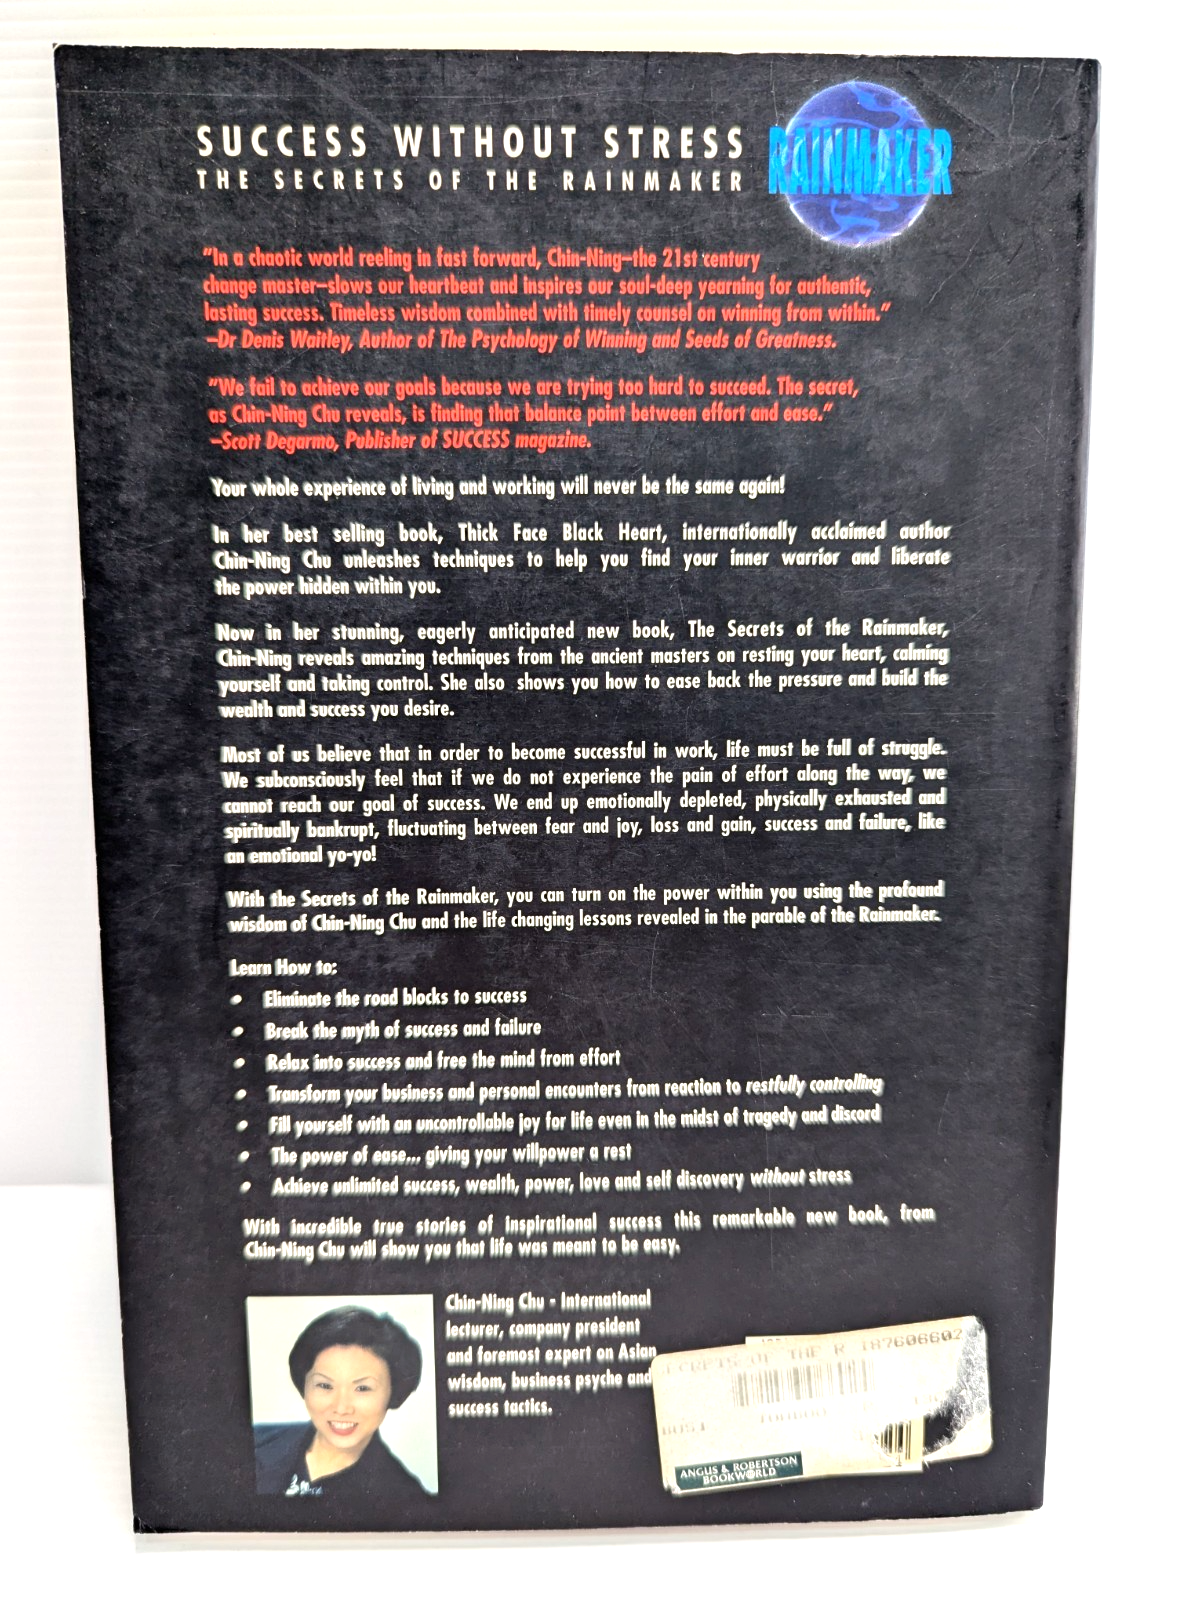 SUCCESS WITHOUT STRESS
THE SECRETS OF THE RAINMAKER
RAINMAKER
"In a chaotic world reeling in fast forward, Chin-Ning–the 21st century
change master–slows our heartbeat and inspires our soul-deep yearning for authentic,
lasting success. Timeless wisdom combined with timely counsel on winning from within."
–Dr Denis Waitley, Author of The Psychology of Winning and Seeds of Greatness.
"We fail to achieve our goals because we are trying too hard to succeed. The secret,
as Chin-Ning Chu reveals, is finding that balance point between effort and ease."
–Scott Degarmo, Publisher of SUCCESS magazine.
Your whole experience of living and working will never be the same again!
In her best selling book, Thick Face Black Heart, internationally acclaimed author
Chin-Ning Chu unleashes techniques to help you find your inner warrior and liberate
the power hidden within you.
Now in her stunning, eagerly anticipated new book, The Secrets of the Rainmaker,
Chin-Ning reveals amazing techniques from the ancient masters on resting your heart, calming
yourself and taking control. She also shows you how to ease back the pressure and build the
wealth and success you desire.
Most of us believe that in order to become successful in work, life must be full of struggle.
We subconsciously feel that if we do not experience the pain of effort along the way, we
cannot reach our goal of success. We end up emotionally depleted, physically exhausted and
spiritually bankrupt, fluctuating between fear and joy, loss and gain, success and failure, like
an emotional yo-yo!
With the Secrets of the Rainmaker, you can turn on the power within you using the profound
wisdom of Chin-Ning Chu and the life changing lessons revealed in the parable of the Rainmaker.
Learn How to:
• Eliminate the road blocks to success
• Break the myth of success and failure
• Relax into success and free the mind from effort
• Transform your business and personal encounters from reaction to restfully controlling
• Fill yourself with an uncontrollable joy for life even in the midst of tragedy and discord
• The power of ease... giving your willpower a rest
• Achieve unlimited success, wealth, power, love and self discovery without stress
With incredible true stories of inspirational success this remarkable new book, from
Chin-Ning Chu will show you that life was meant to be easy.
Chin-Ning Chu - International
lecturer, company president
and foremost expert on Asian
wisdom, business psyche and
success tactics.
SECRETS OF THE R 187606602
ANGUS & ROBERTSON
BOOKWORLD